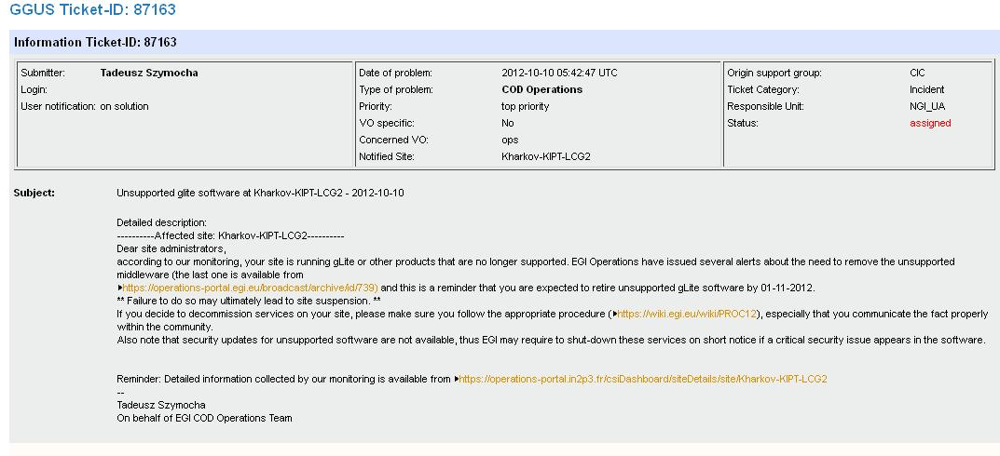 GGUS Ticket-ID: 87163
Information Ticket-ID: 87163
Submitter: Tadeusz Szymocha
Login:
User notification: on solution
Date of problem: 2012-10-10 05:42:47 UTC
Type of problem: COD Operations
Priority: top priority
VO specific: No
Concerned VO: ops
Notified Site: Kharkov-KIPT-LCG2
Origin support group: CIC
Ticket Category: Incident
Responsible Unit: NGI_UA
Status: assigned
Subject: Unsupported glite software at Kharkov-KIPT-LCG2 - 2012-10-10
Detailed description:
----------Affected site: Kharkov-KIPT-LCG2----------
Dear site administrators,
according to our monitoring, your site is running gLite or other products that are no longer supported. EGI Operations have issued several alerts about the need to remove the unsupported
middleware (the last one is available from
https://operations-portal.egi.eu/broadcast/archive/id/739) and this is a reminder that you are expected to retire unsupported gLite software by 01-11-2012.
** Failure to do so may ultimately lead to site suspension. **
If you decide to decommission services on your site, please make sure you follow the appropriate procedure (https://wiki.egi.eu/wiki/PROC12), especially that you communicate the fact properly
within the community.
Also note that security updates for unsupported software are not available, thus EGI may require to shut-down these services on short notice if a critical security issue appears in the software.
Reminder: Detailed information collected by our monitoring is available from https://operations-portal.in2p3.fr/csiDashboard/siteDetails/site/Kharkov-KIPT-LCG2
--
Tadeusz Szymocha
On behalf of EGI COD Operations Team